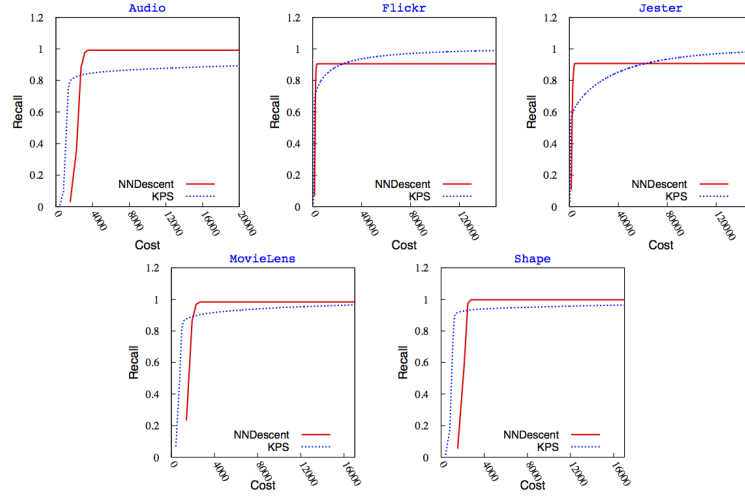 Audio
1.2
1
0.8
0.6
0.4
0.2
0
Recall
NNDescent
KPS
0 4000 8000 12000 16000 20000
Cost
Flickr
1.2
1
0.8
0.6
0.4
0.2
0
Recall
NNDescent
KPS
0 40000 80000 120000
Cost
Jester
1.2
1
0.8
0.6
0.4
0.2
0
Recall
NNDescent
KPS
0 40000 80000 120000
Cost
MovieLens
1.2
1
0.8
0.6
0.4
0.2
0
Recall
NNDescent
KPS
0 4000 8000 12000 16000
Cost
Shape
1.2
1
0.8
0.6
0.4
0.2
0
Recall
NNDescent
KPS
0 4000 8000 12000 16000
Cost